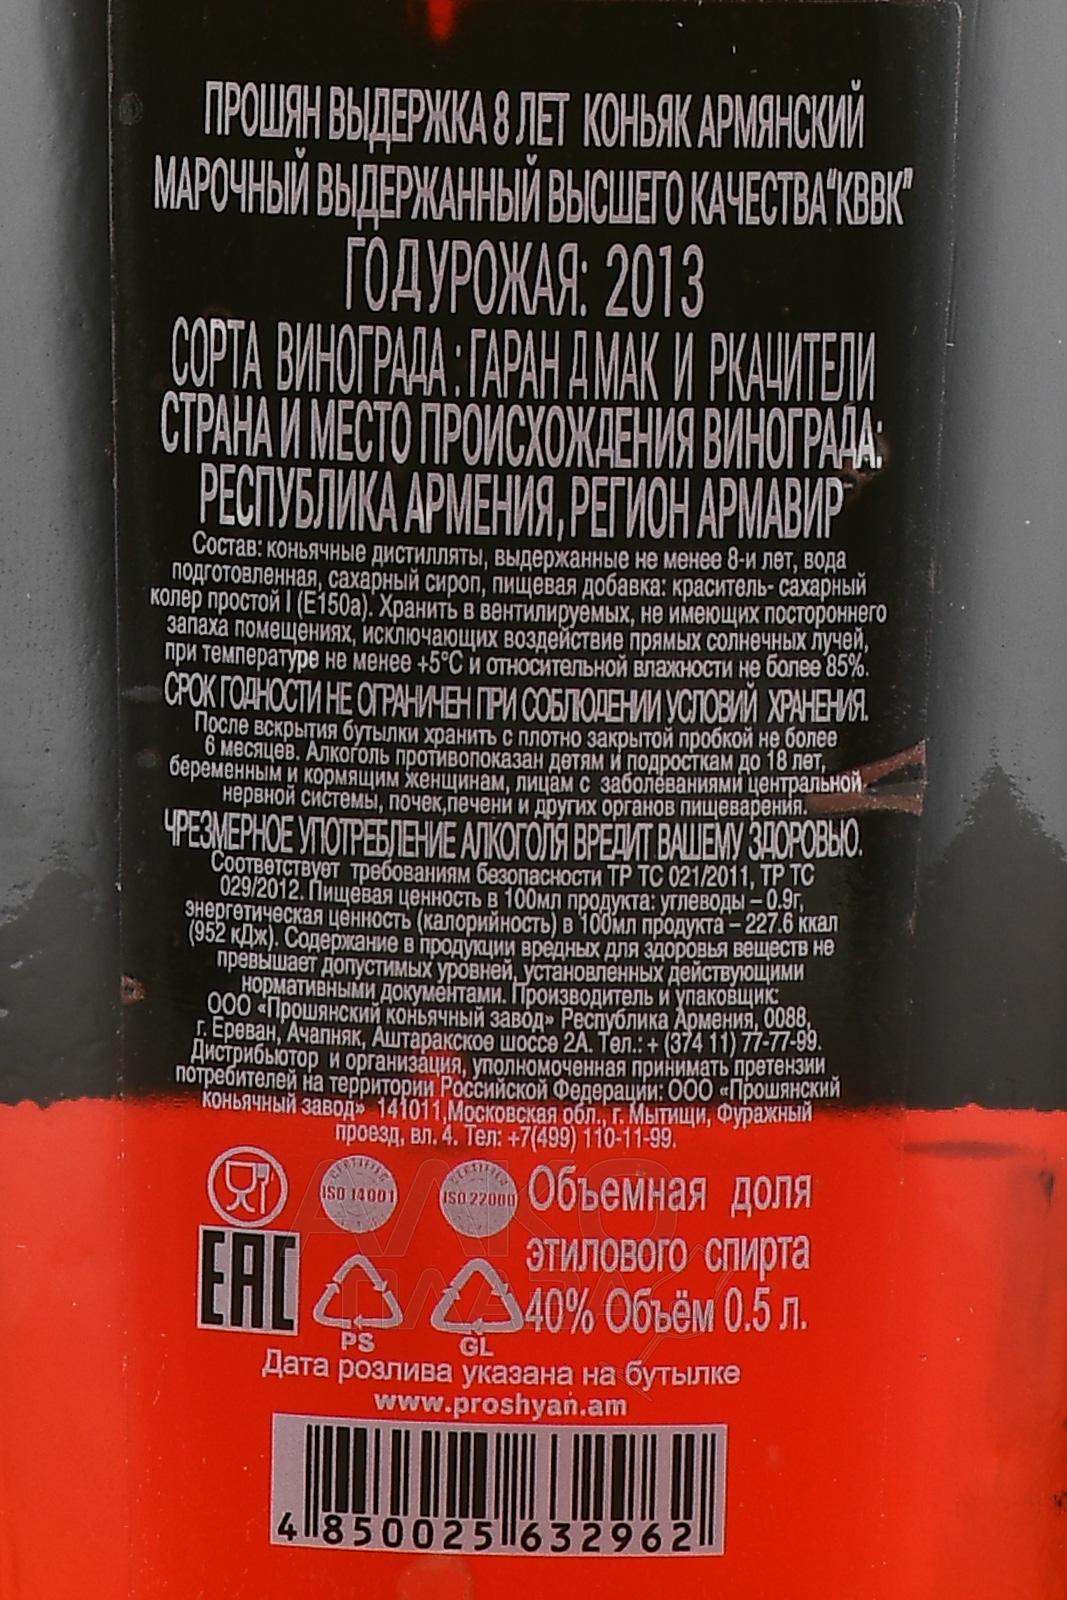 ПРОШЯН ВЫДЕРЖКА 8 ЛЕТ КОНЬЯК АРМЯНСКИЙ
МАРОЧНЫЙ ВЫДЕРЖАННЫЙ ВЫСШЕГО КАЧЕСТВА“КВВК”
ГОД УРОЖАЯ: 2013
СОРТА ВИНОГРАДА : ГАРАН ДМАК И РКАЦИТЕЛИ
СТРАНА И МЕСТО ПРОИСХОЖДЕНИЯ ВИНОГРАДА:
РЕСПУБЛИКА АРМЕНИЯ, РЕГИОН АРМАВИР
Состав: коньячные дистилляты, выдержанные не менее 8-и лет, вода
подготовленная, сахарный сироп, пищевая добавка: краситель- сахарный
колер простой I (Е150а). Хранить в вентилируемых, не имеющих постороннего
запаха помещениях, исключающих воздействие прямых солнечных лучей,
при температуре не менее +5°С и относительной влажности не более 85%.
СРОК ГОДНОСТИ НЕ ОГРАНИЧЕН ПРИ СОБЛЮДЕНИИ УСЛОВИЙ ХРАНЕНИЯ.
После вскрытия бутылки хранить с плотно закрытой пробкой не более
6 месяцев. Алкоголь противопоказан детям и подросткам до 18 лет,
беременным и кормящим женщинам, лицам с заболеваниями центральной
нервной системы, почек,печени и других органов пищеварения.
ЧРЕЗМЕРНОЕ УПОТРЕБЛЕНИЕ АЛКОГОЛЯ ВРЕДИТ ВАШЕМУ ЗДОРОВЬЮ.
Соответствует требованиям безопасности ТР ТС 021/2011, ТР ТС
029/2012. Пищевая ценность в 100мл продукта: углеводы – 0.9г,
энергетическая ценность (калорийность) в 100мл продукта – 227.6 ккал
(952 кДж). Содержание в продукции вредных для здоровья веществ не
превышает допустимых уровней, установленных действующими
нормативными документами. Производитель и упаковщик:
ООО «Прошянский коньячный завод» Республика Армения, 0088,
г. Ереван, Ачапняк, Аштаракское шоссе 2А. Тел.: + (374 11) 77-77-99.
Дистрибьютор и организация, уполномоченная принимать претензии
потребителей на территории Российской Федерации: ООО «Прошянский
коньячный завод» 141011,Московская обл., г. Мытищи, Фуражный
проезд, вл. 4. Тел: +7(499) 110-11-99.
CERTIFIED ISO 14001
CERTIFIED ISO 22000
Объемная доля
этилового спирта
40% Объём 0.5 л.
ЕАС
PS
GL
Дата розлива указана на бутылке
www.proshyan.am
4 850025 632962